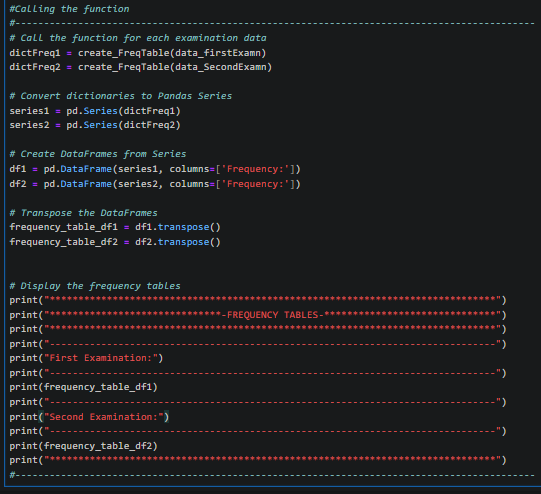 #Calling the function
#-------------------------------------------------------------------------------------------
# Call the function for each examination data
dictFreq1 = create_FreqTable(data_firstExamn)
dictFreq2 = create_FreqTable(data_SecondExamn)
# Convert dictionaries to Pandas Series
series1 = pd.Series(dictFreq1)
series2 = pd.Series(dictFreq2)
# Create DataFrames from Series
df1 = pd.DataFrame(series1, columns=['Frequency:'])
df2 = pd.DataFrame(series2, columns=['Frequency:'])
# Transpose the DataFrames
frequency_table_df1 = df1.transpose()
frequency_table_df2 = df2.transpose()
# Display the frequency tables
print("******************************************************************************")
print("******************************-FREQUENCY TABLES-******************************")
print("******************************************************************************")
print("------------------------------------------------------------------------------")
print("First Examination:")
print("------------------------------------------------------------------------------")
print(frequency_table_df1)
print("------------------------------------------------------------------------------")
print("Second Examination:")
print("------------------------------------------------------------------------------")
print(frequency_table_df2)
print("******************************************************************************")
#-------------------------------------------------------------------------------------------